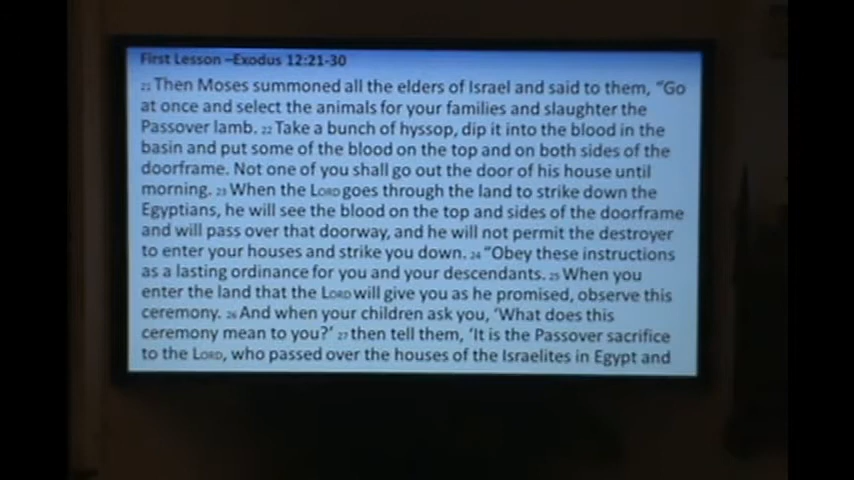 First Lesson –Exodus 12:21-30
21 Then Moses summoned all the elders of Israel and said to them, “Go
at once and select the animals for your families and slaughter the
Passover lamb. 22 Take a bunch of hyssop, dip it into the blood in the
basin and put some of the blood on the top and on both sides of the
doorframe. Not one of you shall go out the door of his house until
morning. 23 When the LORD goes through the land to strike down the
Egyptians, he will see the blood on the top and sides of the doorframe
and will pass over that doorway, and he will not permit the destroyer
to enter your houses and strike you down. 24 “Obey these instructions
as a lasting ordinance for you and your descendants. 25 When you
enter the land that the LORD will give you as he promised, observe this
ceremony. 26 And when your children ask you, ‘What does this
ceremony mean to you?’ 27 then tell them, ‘It is the Passover sacrifice
to the LORD, who passed over the houses of the Israelites in Egypt and